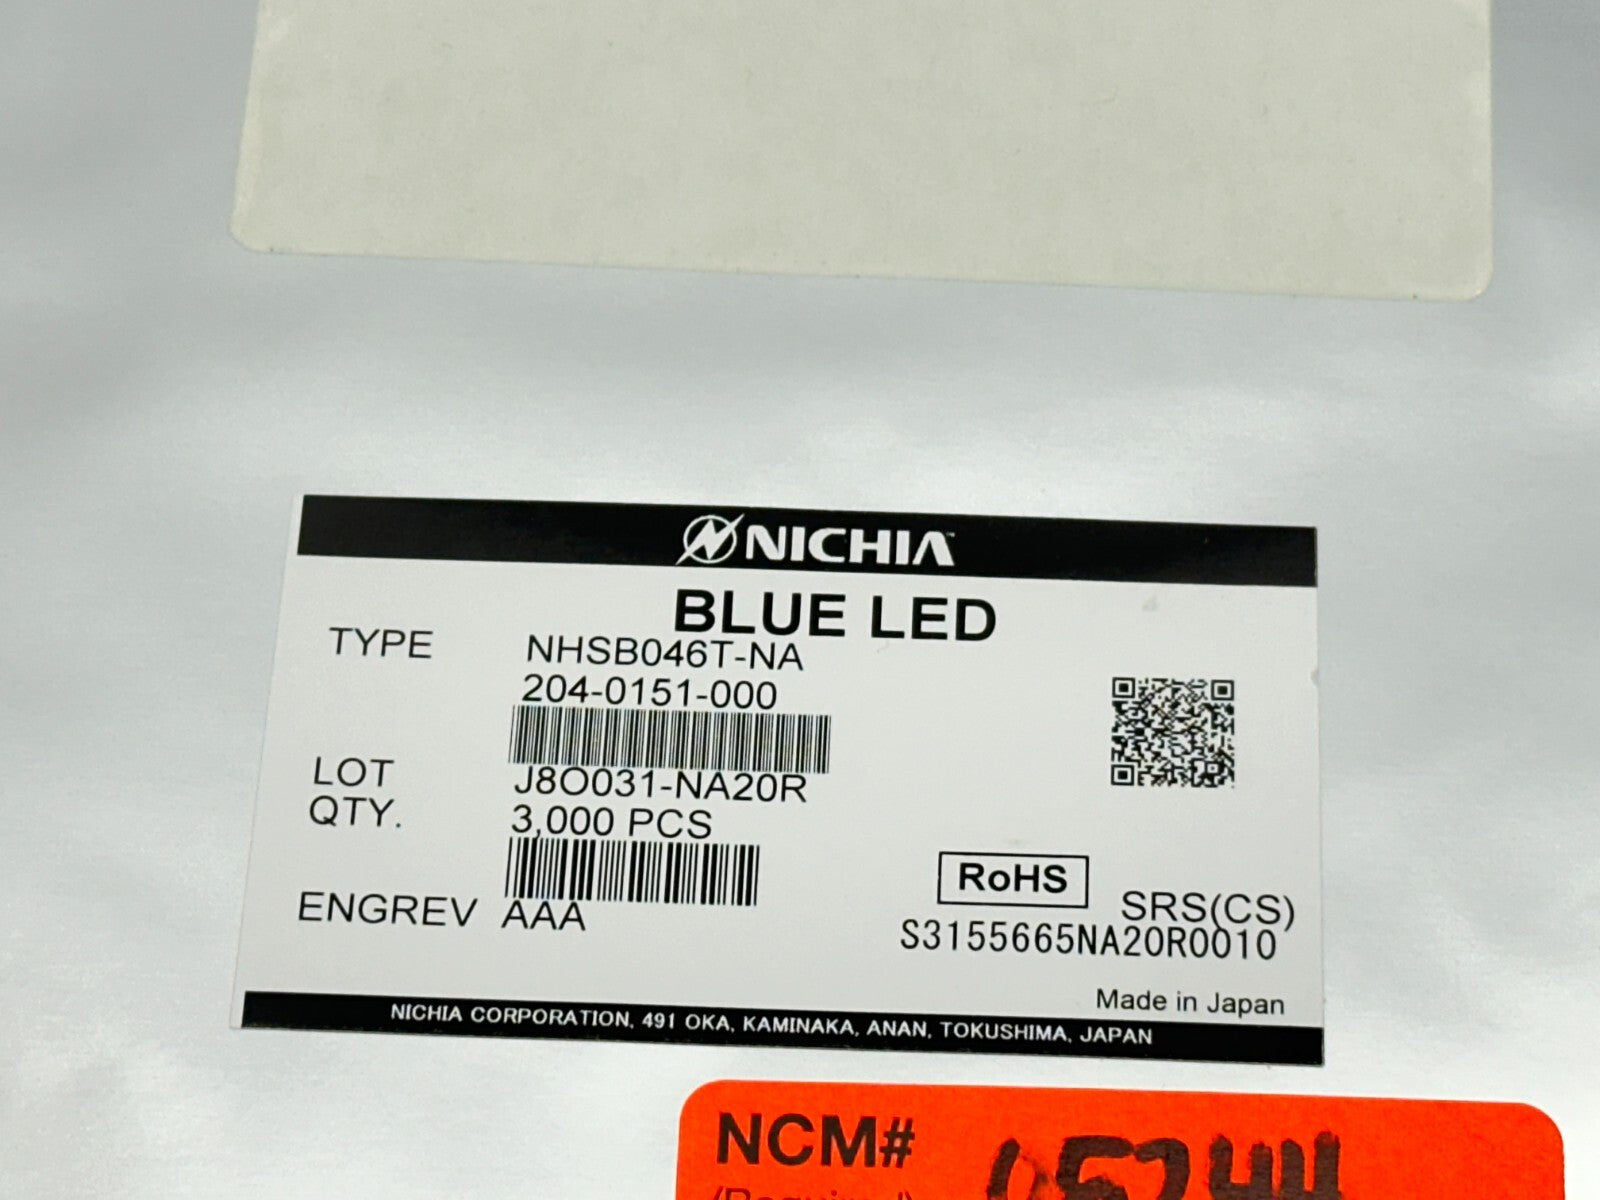 NICHIA™
BLUE LED
TYPE NHSB046T-NA
204-0151-000
LOT J8O031-NA20R
QTY. 3,000 PCS
ENGREV AAA
RoHS
SRS(CS)
S3155665NA20R0010
Made in Japan
NICHIA CORPORATION, 491 OKA, KAMINAKA, ANAN, TOKUSHIMA, JAPAN
NCM#